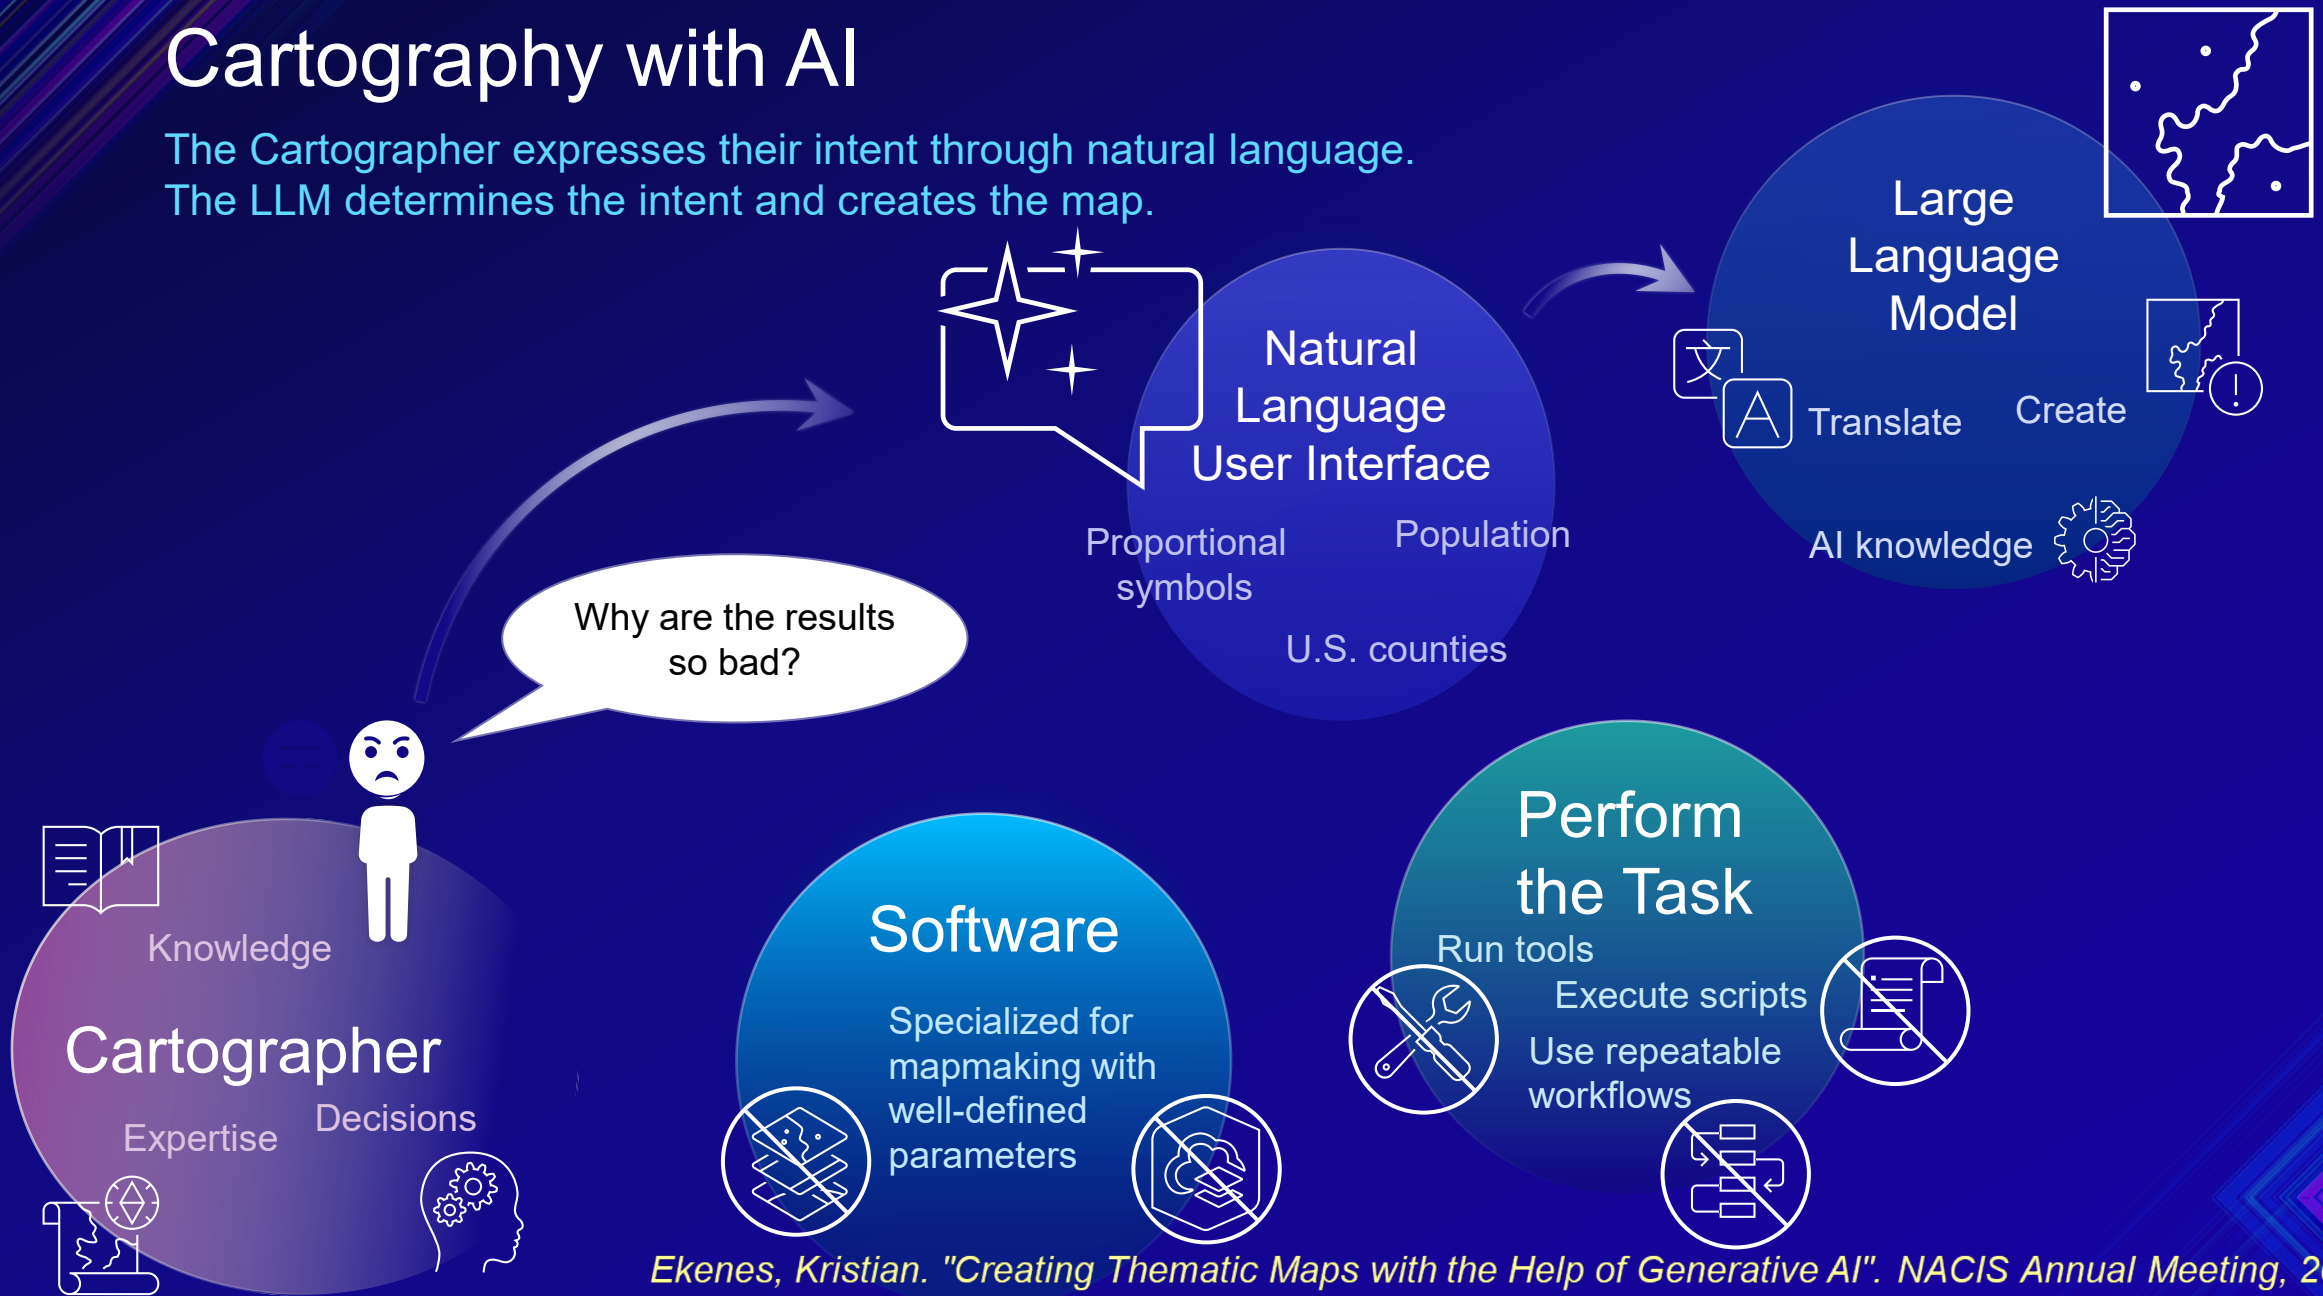 Cartography with AI
The Cartographer expresses their intent through natural language.
The LLM determines the intent and creates the map.
Large
Language
Model
文
A
Translate
Create
AI knowledge
Natural
Language
User Interface
Proportional
symbols
Population
U.S. counties
Why are the results
so bad?
Knowledge
Cartographer
Expertise
Decisions
Software
Specialized for
mapmaking with
well-defined
parameters
Perform
the Task
Run tools
Execute scripts
Use repeatable
workflows
Ekenes, Kristian. "Creating Thematic Maps with the Help of Generative AI". NACIS Annual Meeting,